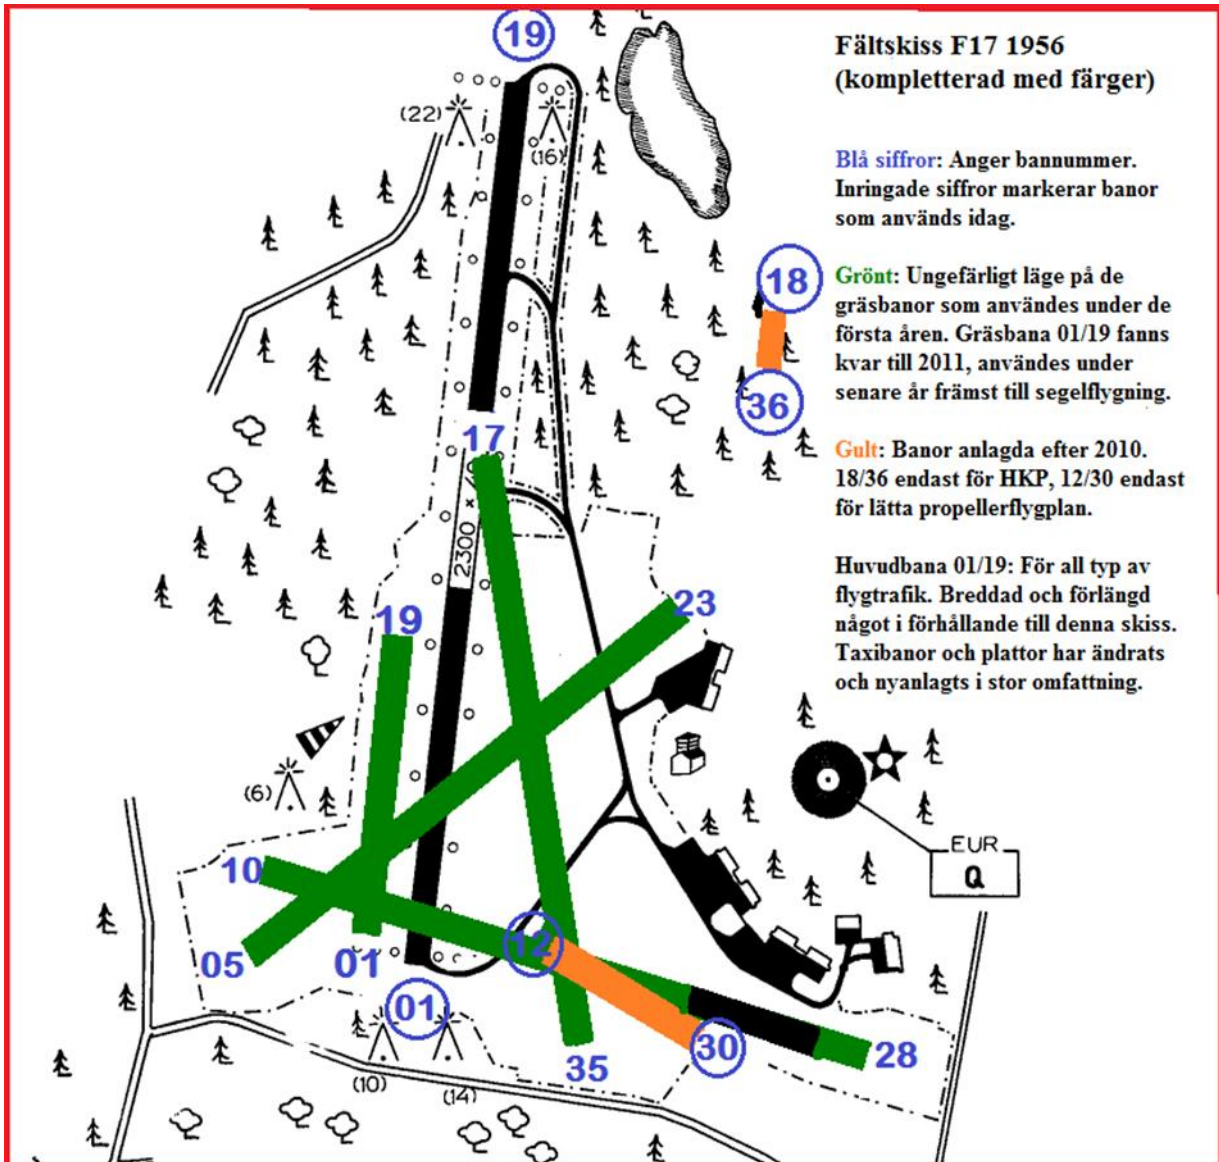 Fältskiss F17 1956
(kompletterad med färger)
Blå siffror: Anger bannummer.
Inringade siffror markerar banor
som används idag.
Grönt: Ungefärligt läge på de
gräsbanor som användes under de
första åren. Gräsbana 01/19 fanns
kvar till 2011, användes under
senare år främst till segelflygning.
Gult: Banor anlagda efter 2010.
18/36 endast för HKP, 12/30 endast
för lätta propellerflygplan.
Huvudbana 01/19: För all typ av
flygtrafik. Breddad och förlängd
något i förhållande till denna skiss.
Taxibanor och plattor har ändrats
och nyanlagts i stor omfattning.
19
(22)
(16)
18
36
17
2300 x
19
23
(6)
EUR
Q
10
05
01
12
01
30
28
35
(10)
(14)